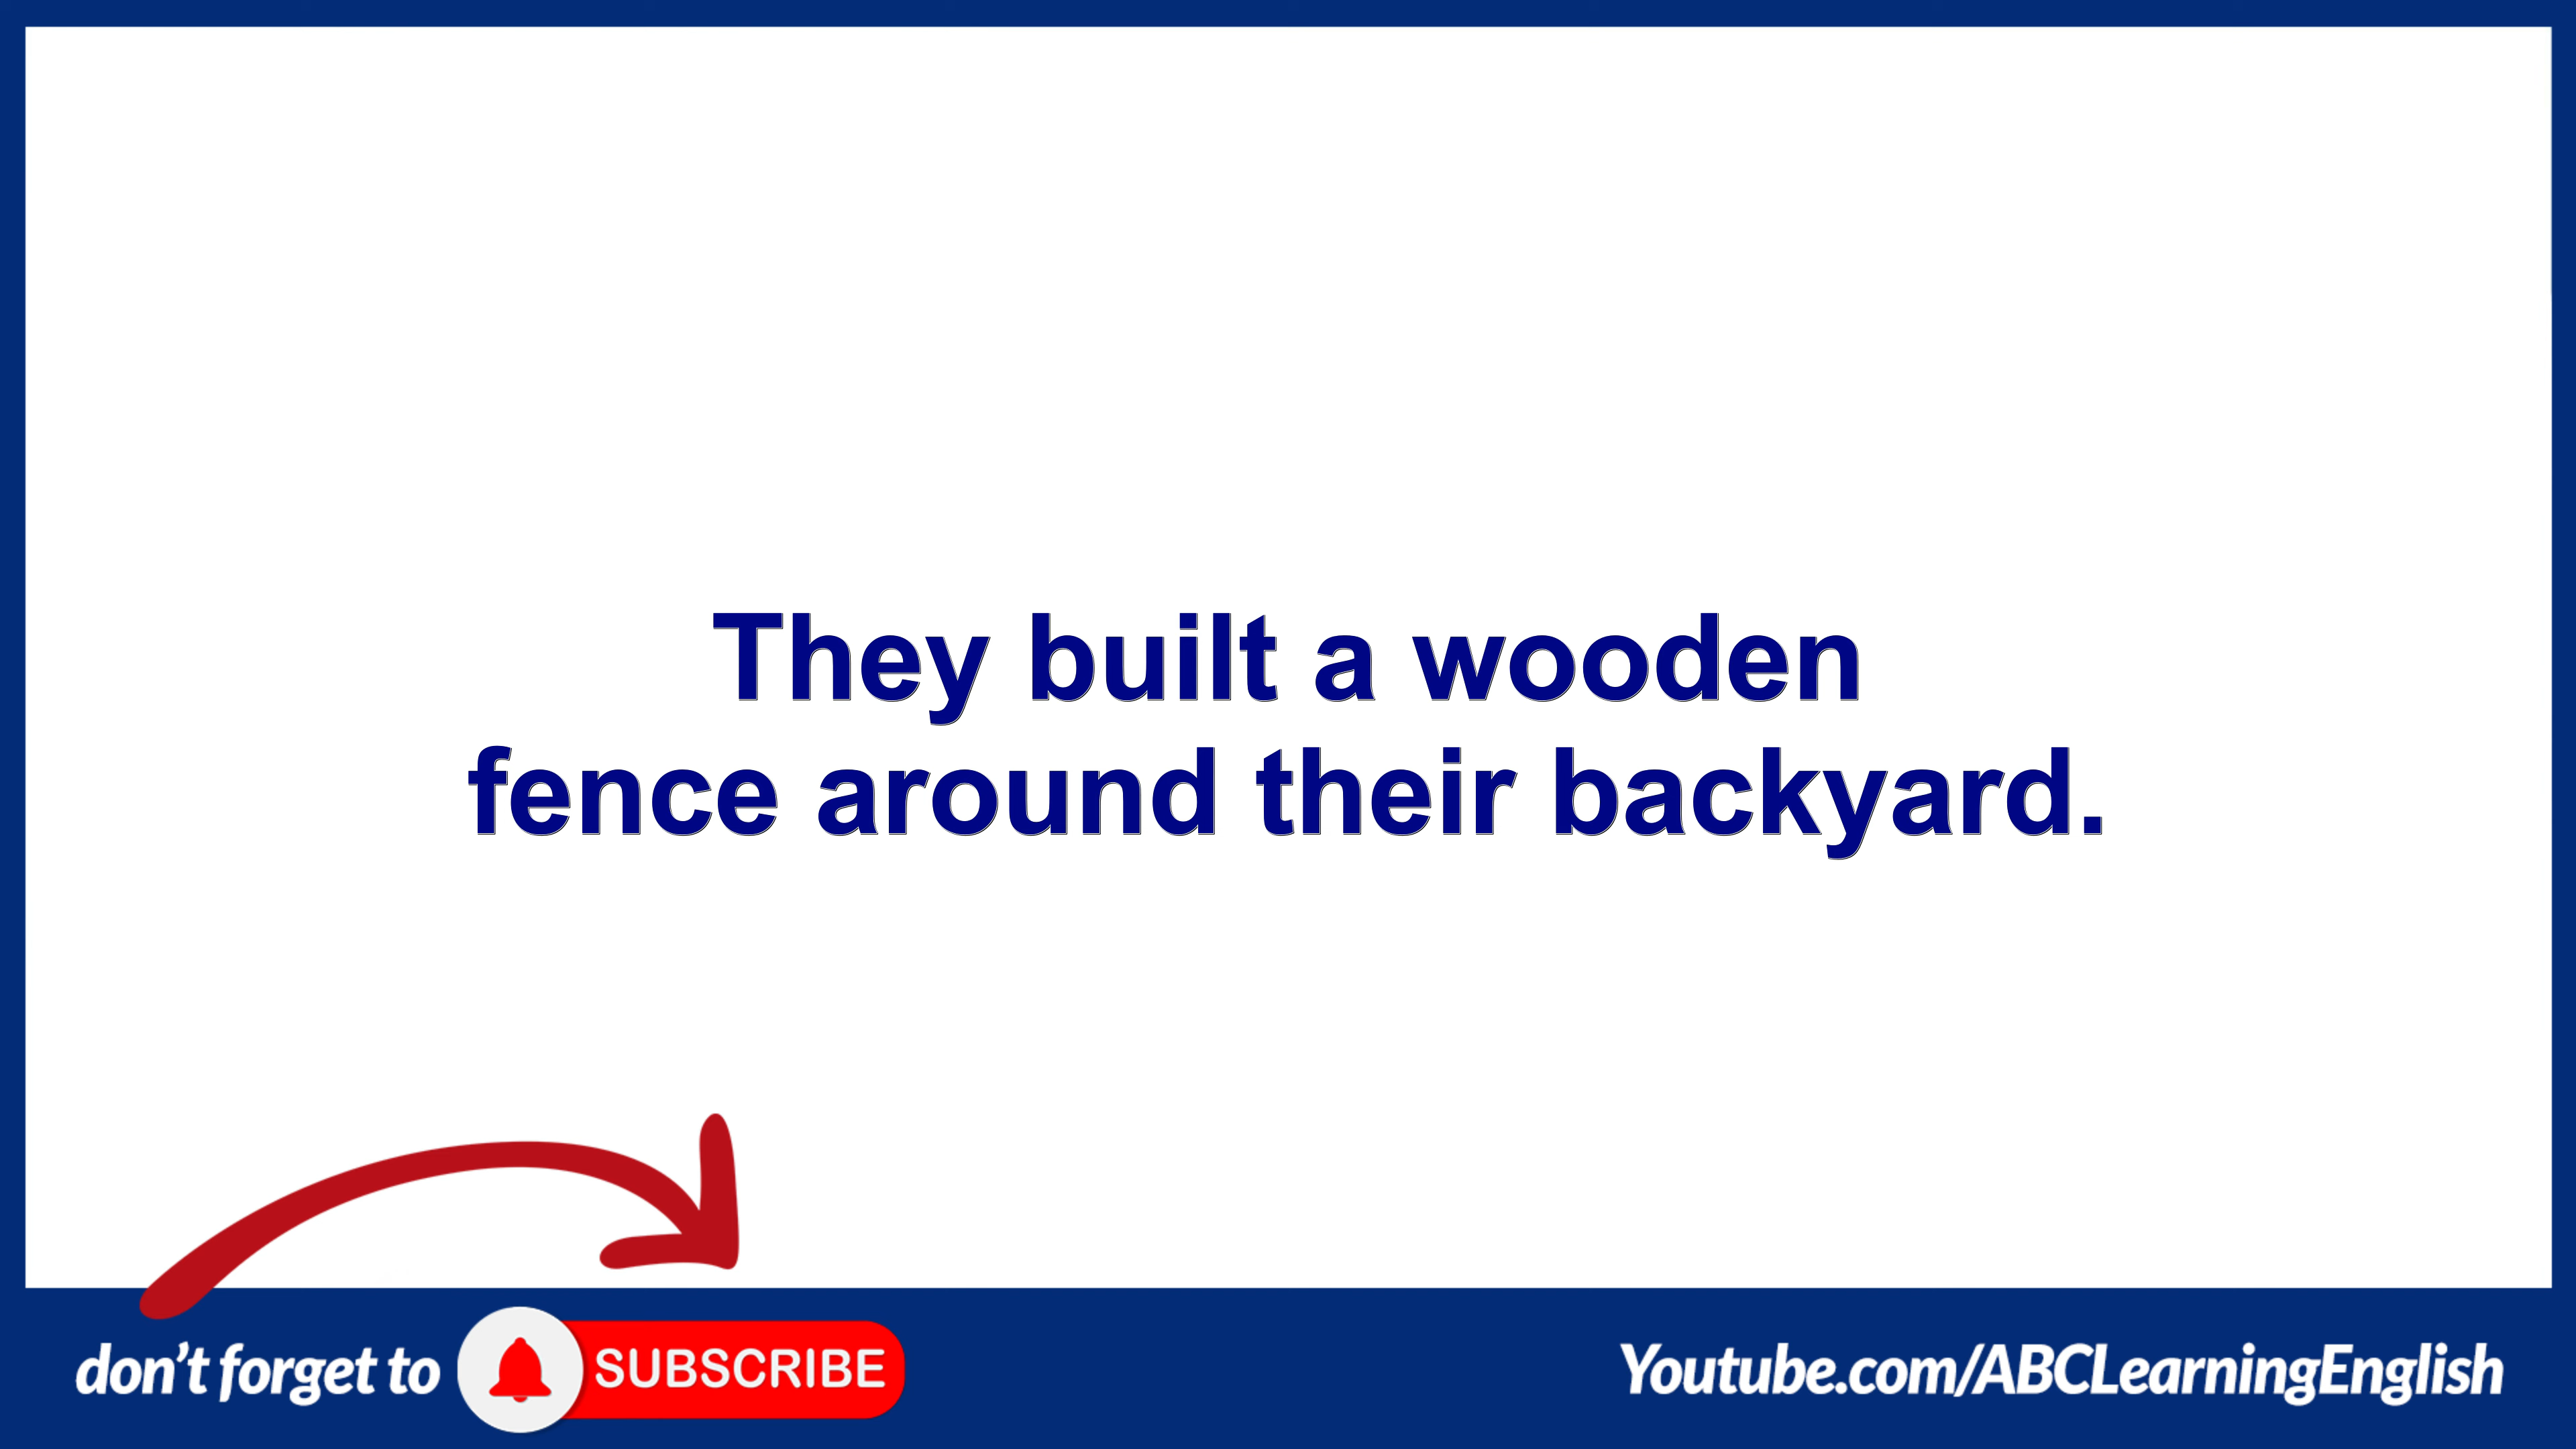 They built a wooden
fence around their backyard.
don't forget to SUBSCRIBE
Youtube.com/ABCLearningEnglish